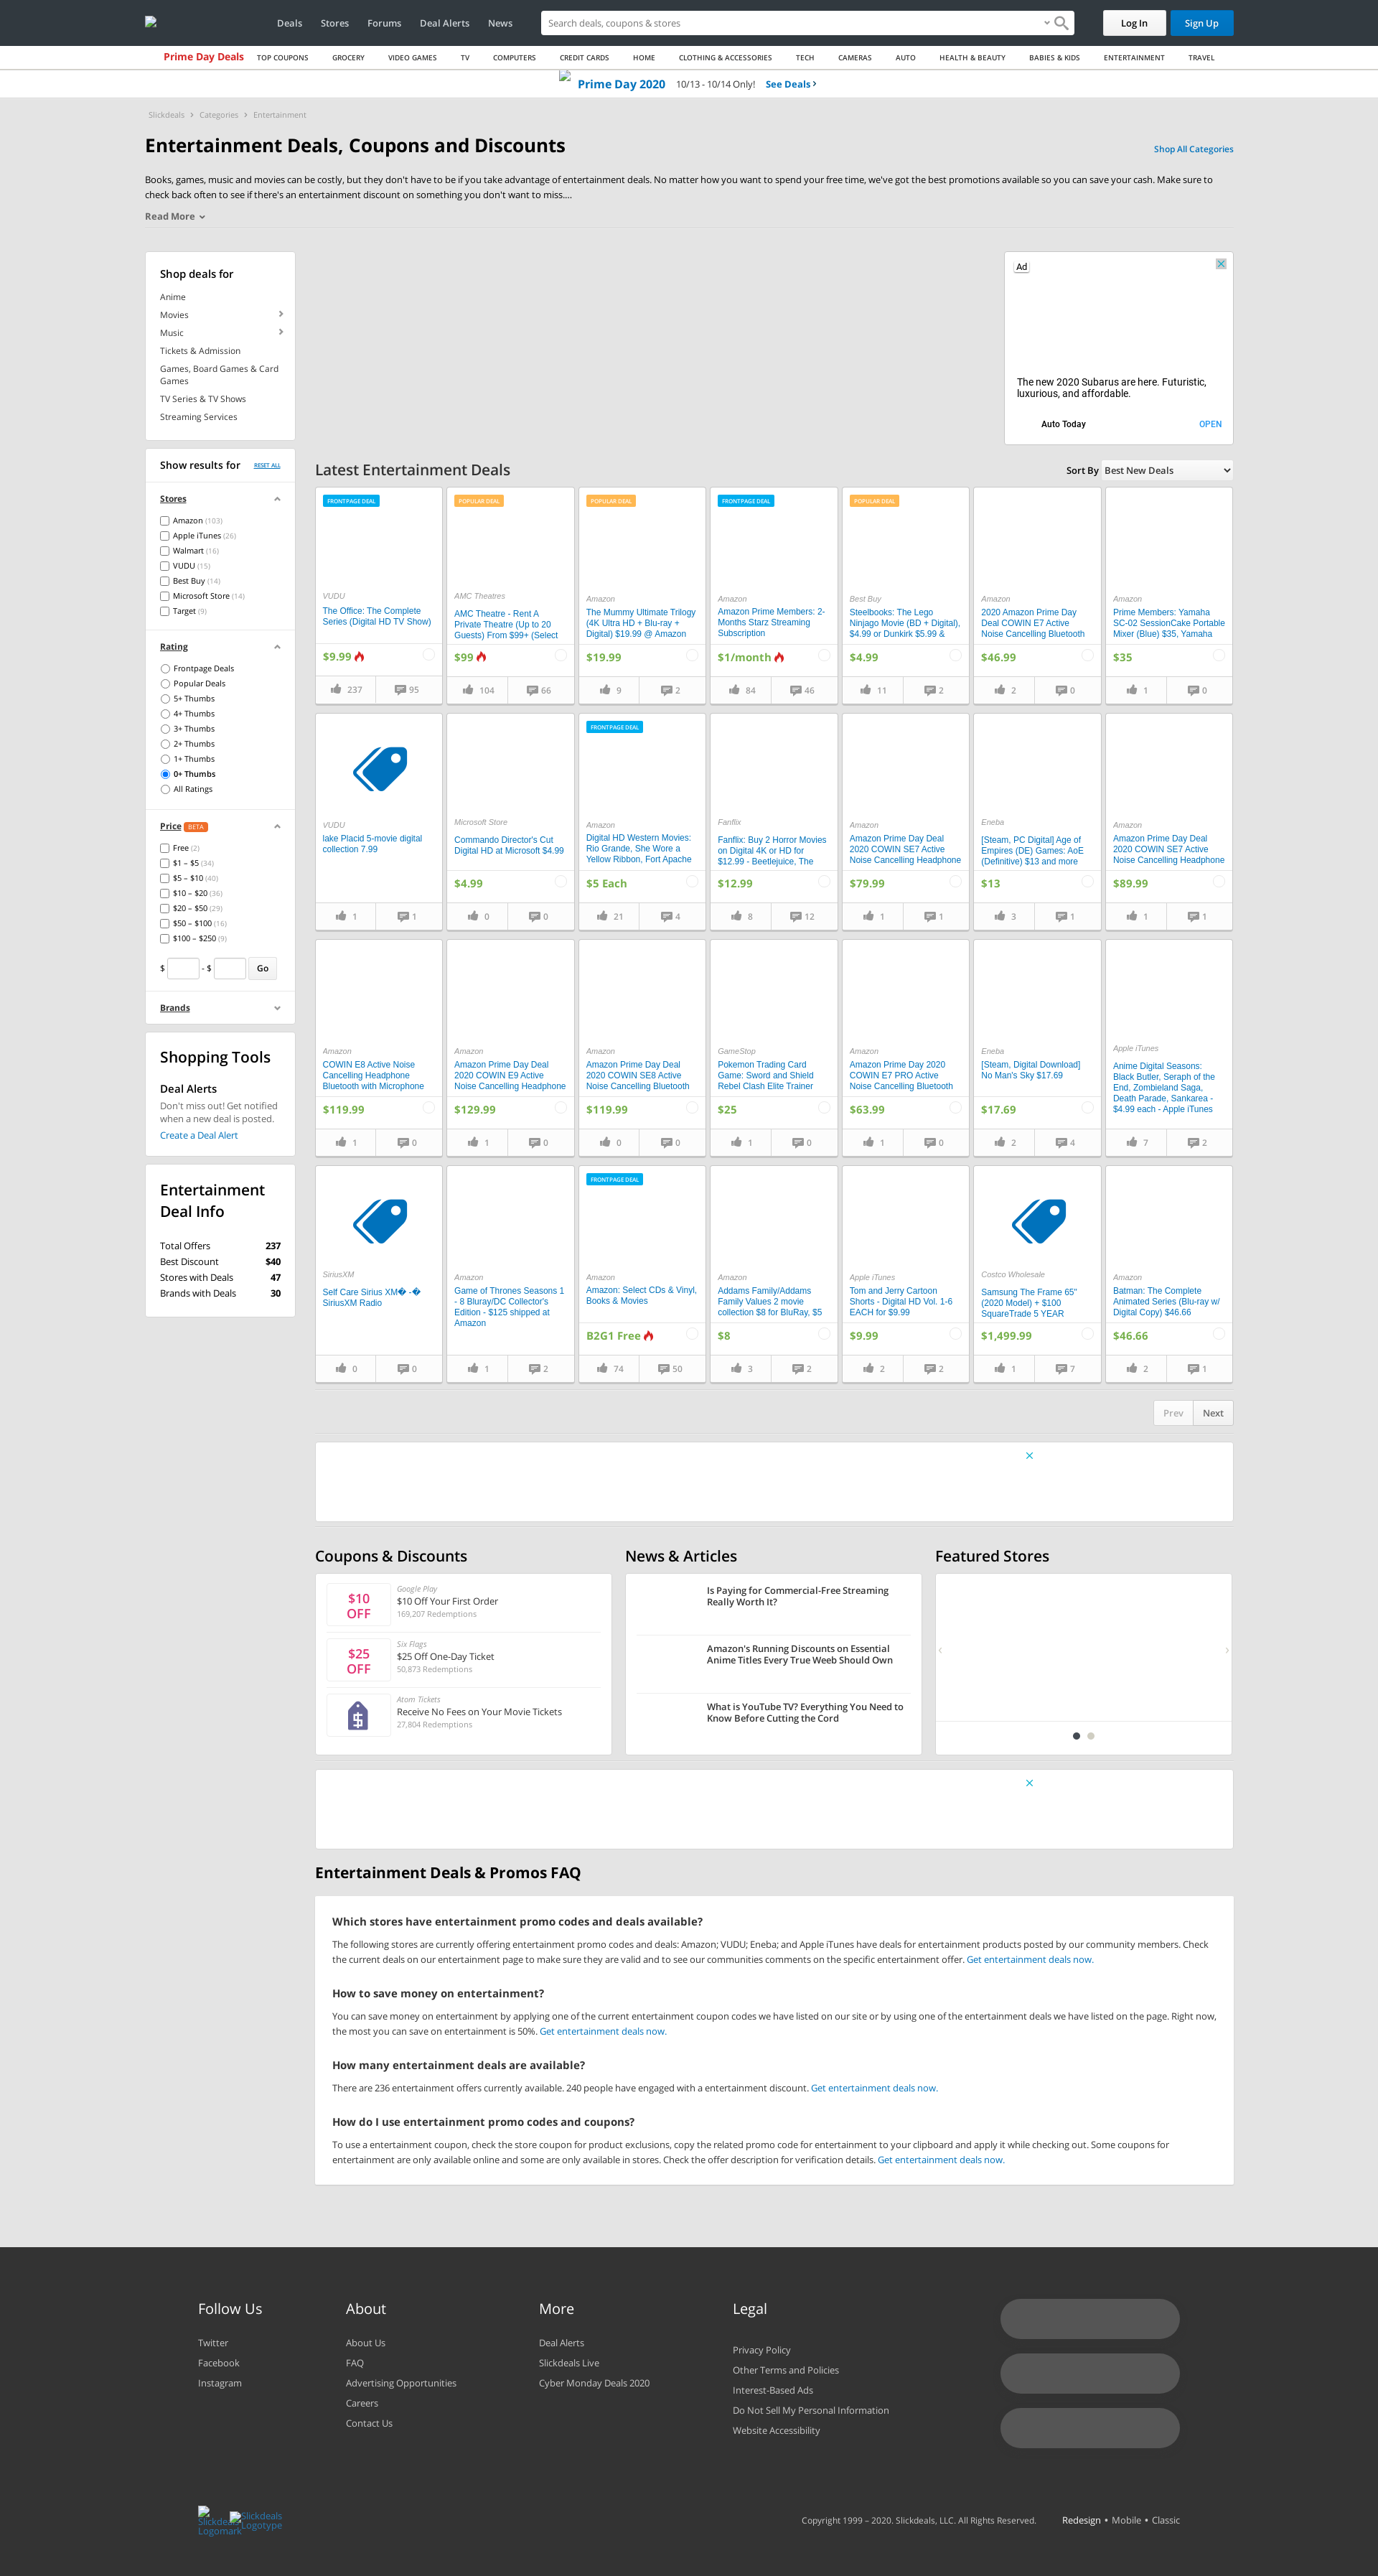 Deals Stores Forums Deal Alerts News
Search deals, coupons & stores
Log In Sign Up
Prime Day Deals TOP COUPONS GROCERY VIDEO GAMES TV COMPUTERS CREDIT CARDS HOME CLOTHING & ACCESSORIES TECH CAMERAS AUTO HEALTH & BEAUTY BABIES & KIDS ENTERTAINMENT TRAVEL
Prime Day 2020 10/13 - 10/14 Only! See Deals
Slickdeals Categories Entertainment
Entertainment Deals, Coupons and Discounts
Shop All Categories
Books, games, music and movies can be costly, but they don't have to be if you take advantage of entertainment deals. No matter how you want to spend your free time, we've got the best promotions available so you can save your cash. Make sure to
check back often to see if there's an entertainment discount on something you don't want to miss....
Read More
Shop deals for
Anime
Movies
Music
Tickets & Admission
Games, Board Games & Card
Games
TV Series & TV Shows
Streaming Services
Show results for RESET ALL
Stores
Amazon (103)
Apple iTunes (26)
Walmart (16)
VUDU (15)
Best Buy (14)
Microsoft Store (14)
Target (9)
Rating
Frontpage Deals
Popular Deals
5+ Thumbs
4+ Thumbs
3+ Thumbs
2+ Thumbs
1+ Thumbs
0+ Thumbs
All Ratings
Price BETA
Free (2)
$1 – $5 (34)
$5 – $10 (40)
$10 – $20 (36)
$20 – $50 (29)
$50 – $100 (16)
$100 – $250 (9)
$ - $ Go
Brands
Shopping Tools
Deal Alerts
Don't miss out! Get notified
when a new deal is posted.
Create a Deal Alert
Entertainment
Deal Info
Total Offers 237
Best Discount $40
Stores with Deals 47
Brands with Deals 30
Ad
The new 2020 Subarus are here. Futuristic,
luxurious, and affordable.
Auto Today OPEN
Latest Entertainment Deals
Sort By Best New Deals
FRONTPAGE DEAL
VUDU
The Office: The Complete
Series (Digital HD TV Show)
$9.99
237 95
POPULAR DEAL
AMC Theatres
AMC Theatre - Rent A
Private Theatre (Up to 20
Guests) From $99+ (Select
$99
104 66
POPULAR DEAL
Amazon
The Mummy Ultimate Trilogy
(4K Ultra HD + Blu-ray +
Digital) $19.99 @ Amazon
$19.99
9 2
FRONTPAGE DEAL
Amazon
Amazon Prime Members: 2-
Months Starz Streaming
Subscription
$1/month
84 46
POPULAR DEAL
Best Buy
Steelbooks: The Lego
Ninjago Movie (BD + Digital),
$4.99 or Dunkirk $5.99 &
$4.99
11 2
Amazon
2020 Amazon Prime Day
Deal COWIN E7 Active
Noise Cancelling Bluetooth
$46.99
2 0
Amazon
Prime Members: Yamaha
SC-02 SessionCake Portable
Mixer (Blue) $35, Yamaha
$35
1 0
VUDU
lake Placid 5-movie digital
collection 7.99
1 1
Microsoft Store
Commando Director's Cut
Digital HD at Microsoft $4.99
$4.99
0 0
FRONTPAGE DEAL
Amazon
Digital HD Western Movies:
Rio Grande, She Wore a
Yellow Ribbon, Fort Apache
$5 Each
21 4
Fanflix
Fanflix: Buy 2 Horror Movies
on Digital 4K or HD for
$12.99 - Beetlejuice, The
$12.99
8 12
Amazon
Amazon Prime Day Deal
2020 COWIN SE7 Active
Noise Cancelling Headphone
$79.99
1 1
Eneba
[Steam, PC Digital] Age of
Empires (DE) Games: AoE
(Definitive) $13 and more
$13
3 1
Amazon
Amazon Prime Day Deal
2020 COWIN SE7 Active
Noise Cancelling Headphone
$89.99
1 1
Amazon
COWIN E8 Active Noise
Cancelling Headphone
Bluetooth with Microphone
$119.99
1 0
Amazon
Amazon Prime Day Deal
2020 COWIN E9 Active
Noise Cancelling Headphone
$129.99
1 0
Amazon
Amazon Prime Day Deal
2020 COWIN SE8 Active
Noise Cancelling Bluetooth
$119.99
0 0
GameStop
Pokemon Trading Card
Game: Sword and Shield
Rebel Clash Elite Trainer
$25
1 0
Amazon
Amazon Prime Day 2020
COWIN E7 PRO Active
Noise Cancelling Bluetooth
$63.99
1 0
Eneba
[Steam, Digital Download]
No Man's Sky $17.69
$17.69
2 4
Apple iTunes
Anime Digital Seasons:
Black Butler, Seraph of the
End, Zombieland Saga,
Death Parade, Sankarea -
$4.99 each - Apple iTunes
7 2
SiriusXM
Self Care Sirius XM� -�
SiriusXM Radio
0 0
Amazon
Game of Thrones Seasons 1
- 8 Bluray/DC Collector's
Edition - $125 shipped at
Amazon
1 2
FRONTPAGE DEAL
Amazon
Amazon: Select CDs & Vinyl,
Books & Movies
B2G1 Free
74 50
Amazon
Addams Family/Addams
Family Values 2 movie
collection $8 for BluRay, $5
$8
3 2
Apple iTunes
Tom and Jerry Cartoon
Shorts - Digital HD Vol. 1-6
EACH for $9.99
$9.99
2 2
Costco Wholesale
Samsung The Frame 65"
(2020 Model) + $100
SquareTrade 5 YEAR
$1,499.99
1 7
Amazon
Batman: The Complete
Animated Series (Blu-ray w/
Digital Copy) $46.66
$46.66
2 1
Prev Next
Coupons & Discounts
$10
OFF
Google Play
$10 Off Your First Order
169,207 Redemptions
$25
OFF
Six Flags
$25 Off One-Day Ticket
50,873 Redemptions
Atom Tickets
Receive No Fees on Your Movie Tickets
27,804 Redemptions
News & Articles
Is Paying for Commercial-Free Streaming
Really Worth It?
Amazon's Running Discounts on Essential
Anime Titles Every True Weeb Should Own
What is YouTube TV? Everything You Need to
Know Before Cutting the Cord
Featured Stores
Entertainment Deals & Promos FAQ
Which stores have entertainment promo codes and deals available?
The following stores are currently offering entertainment promo codes and deals: Amazon; VUDU; Eneba; and Apple iTunes have deals for entertainment products posted by our community members. Check
the current deals on our entertainment page to make sure they are valid and to see our communities comments on the specific entertainment offer. Get entertainment deals now.
How to save money on entertainment?
You can save money on entertainment by applying one of the current entertainment coupon codes we have listed on our site or by using one of the entertainment deals we have listed on the page. Right now,
the most you can save on entertainment is 50%. Get entertainment deals now.
How many entertainment deals are available?
There are 236 entertainment offers currently available. 240 people have engaged with a entertainment discount. Get entertainment deals now.
How do I use entertainment promo codes and coupons?
To use a entertainment coupon, check the store coupon for product exclusions, copy the related promo code for entertainment to your clipboard and apply it while checking out. Some coupons for
entertainment are only available online and some are only available in stores. Check the offer description for verification details. Get entertainment deals now.
Follow Us
Twitter
Facebook
Instagram
About
About Us
FAQ
Advertising Opportunities
Careers
Contact Us
More
Deal Alerts
Slickdeals Live
Cyber Monday Deals 2020
Legal
Privacy Policy
Other Terms and Policies
Interest-Based Ads
Do Not Sell My Personal Information
Website Accessibility
Slickdeals
Logomark
Slickdeals
Logotype
Copyright 1999 – 2020. Slickdeals, LLC. All Rights Reserved.
Redesign • Mobile • Classic